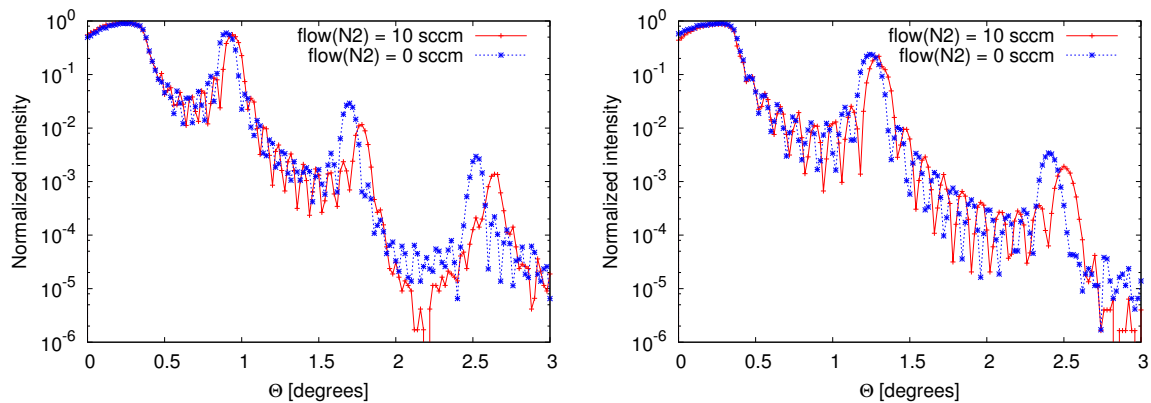 10^0
10^-1
10^-2
10^-3
10^-4
10^-5
10^-6
Normalized intensity
flow(N2) = 10 sccm
flow(N2) = 0 sccm
0 0.5 1 1.5 2 2.5 3
Θ [degrees]
10^0
10^-1
10^-2
10^-3
10^-4
10^-5
10^-6
Normalized intensity
flow(N2) = 10 sccm
flow(N2) = 0 sccm
0 0.5 1 1.5 2 2.5 3
Θ [degrees]